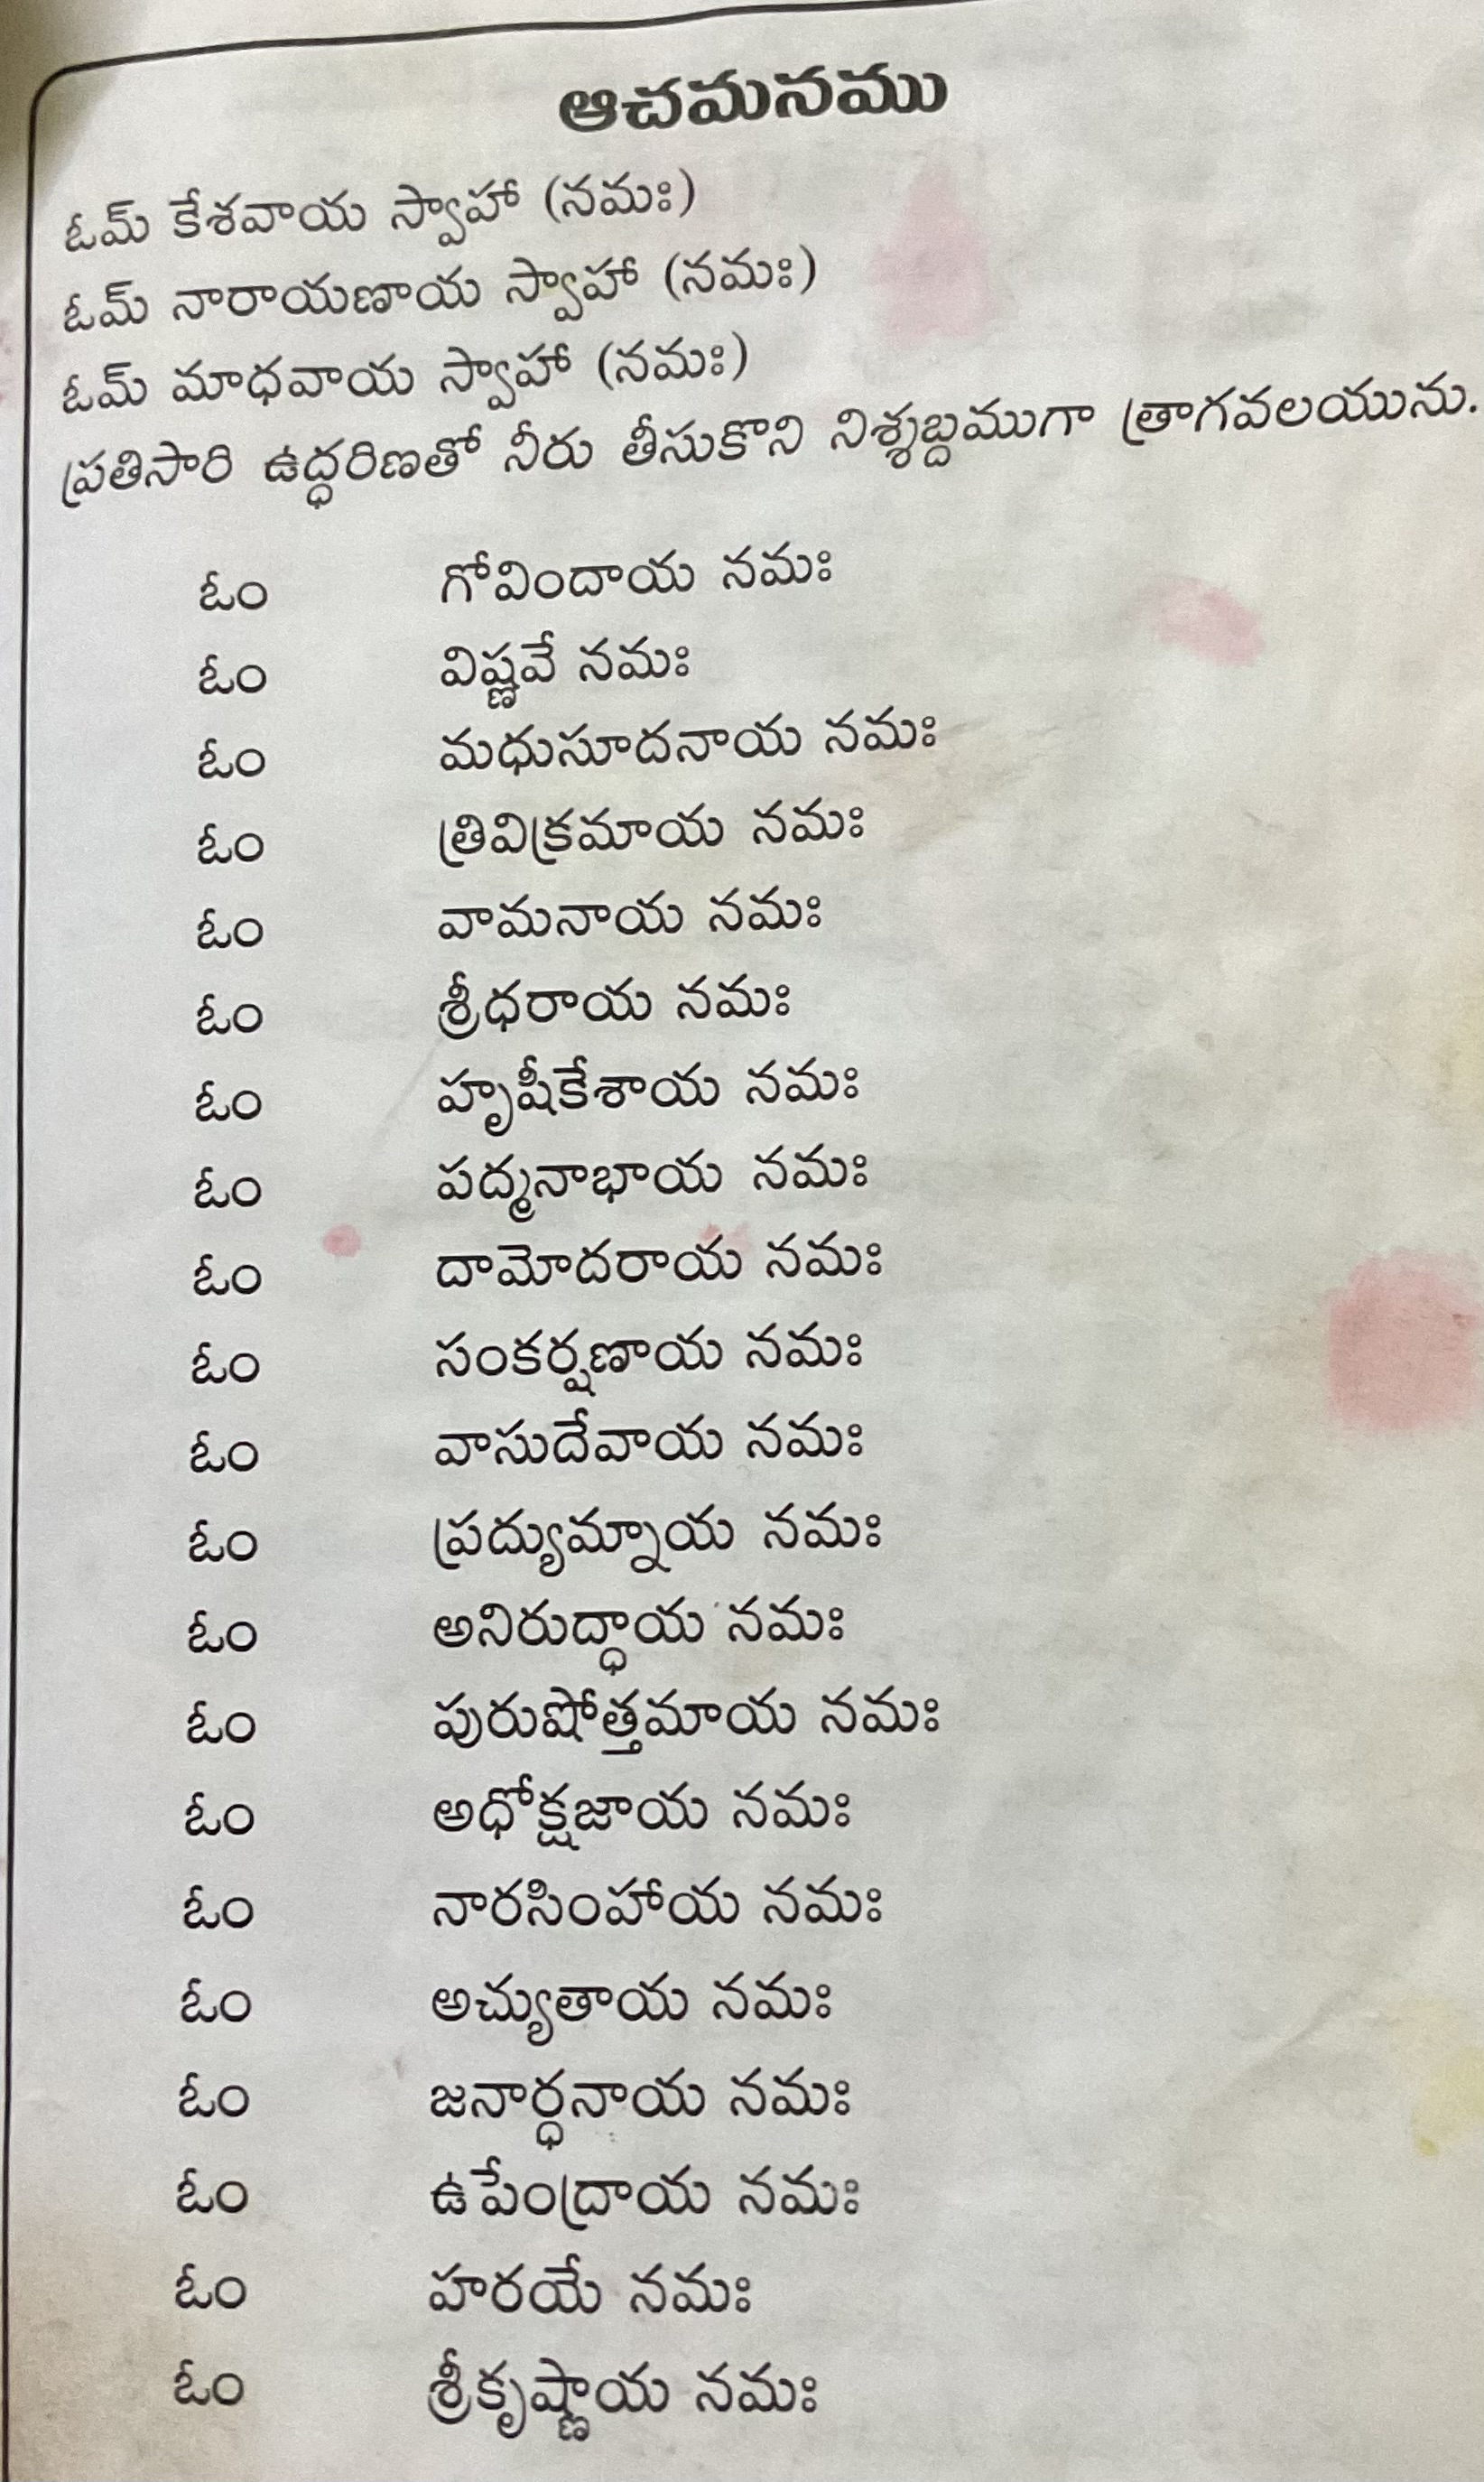 ఆచమనము
ఓమ్ కేశవాయ స్వాహా (నమః)
ఓమ్ నారాయణాయ స్వాహా (నమః)
ఓమ్ మాధవాయ స్వాహా (నమః)
ప్రతిసారి ఉద్ధరిణతో నీరు తీసుకొని నిశ్శబ్దముగా త్రాగవలయును.
ఓం గోవిందాయ నమః
ఓం విష్ణవే నమః
ఓం మధుసూదనాయ నమః
ఓం త్రివిక్రమాయ నమః
ఓం వామనాయ నమః
ఓం శ్రీధరాయ నమః
ఓం హృషీకేశాయ నమః
ఓం పద్మనాభాయ నమః
ఓం దామోదరాయ నమః
ఓం సంకర్షణాయ నమః
ఓం వాసుదేవాయ నమః
ఓం ప్రద్యుమ్నాయ నమః
ఓం అనిరుద్ధాయ నమః
ఓం పురుషోత్తమాయ నమః
ఓం అధోక్షజాయ నమః
ఓం నారసింహాయ నమః
ఓం అచ్యుతాయ నమః
ఓం జనార్ధనాయ నమః
ఓం ఉపేంద్రాయ నమః
ఓం హరయే నమః
ఓం శ్రీకృష్ణాయ నమః